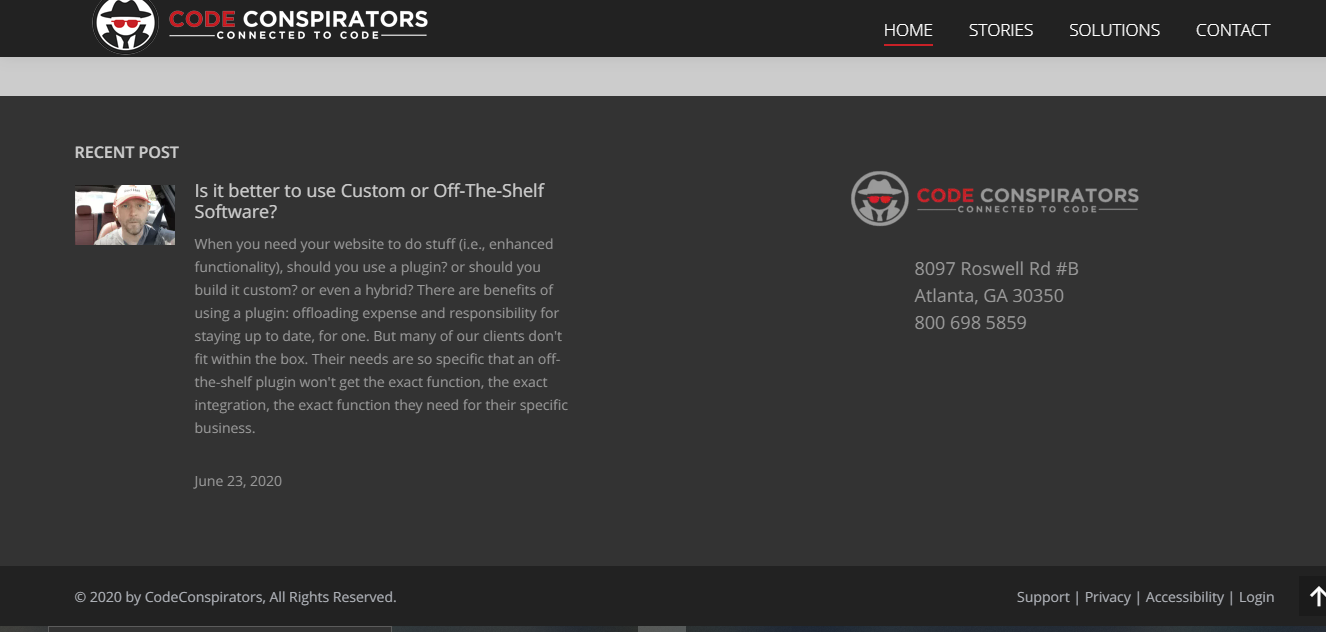 CODE CONSPIRATORS
CONNECTED TO CODE
HOME STORIES SOLUTIONS CONTACT
RECENT POST
Is it better to use Custom or Off-The-Shelf
Software?
When you need your website to do stuff (i.e., enhanced
functionality), should you use a plugin? or should you
build it custom? or even a hybrid? There are benefits of
using a plugin: offloading expense and responsibility for
staying up to date, for one. But many of our clients don't
fit within the box. Their needs are so specific that an off-
the-shelf plugin won't get the exact function, the exact
integration, the exact function they need for their specific
business.
June 23, 2020
CODE CONSPIRATORS
CONNECTED TO CODE
8097 Roswell Rd #B
Atlanta, GA 30350
800 698 5859
© 2020 by CodeConspirators, All Rights Reserved.
Support | Privacy | Accessibility | Login